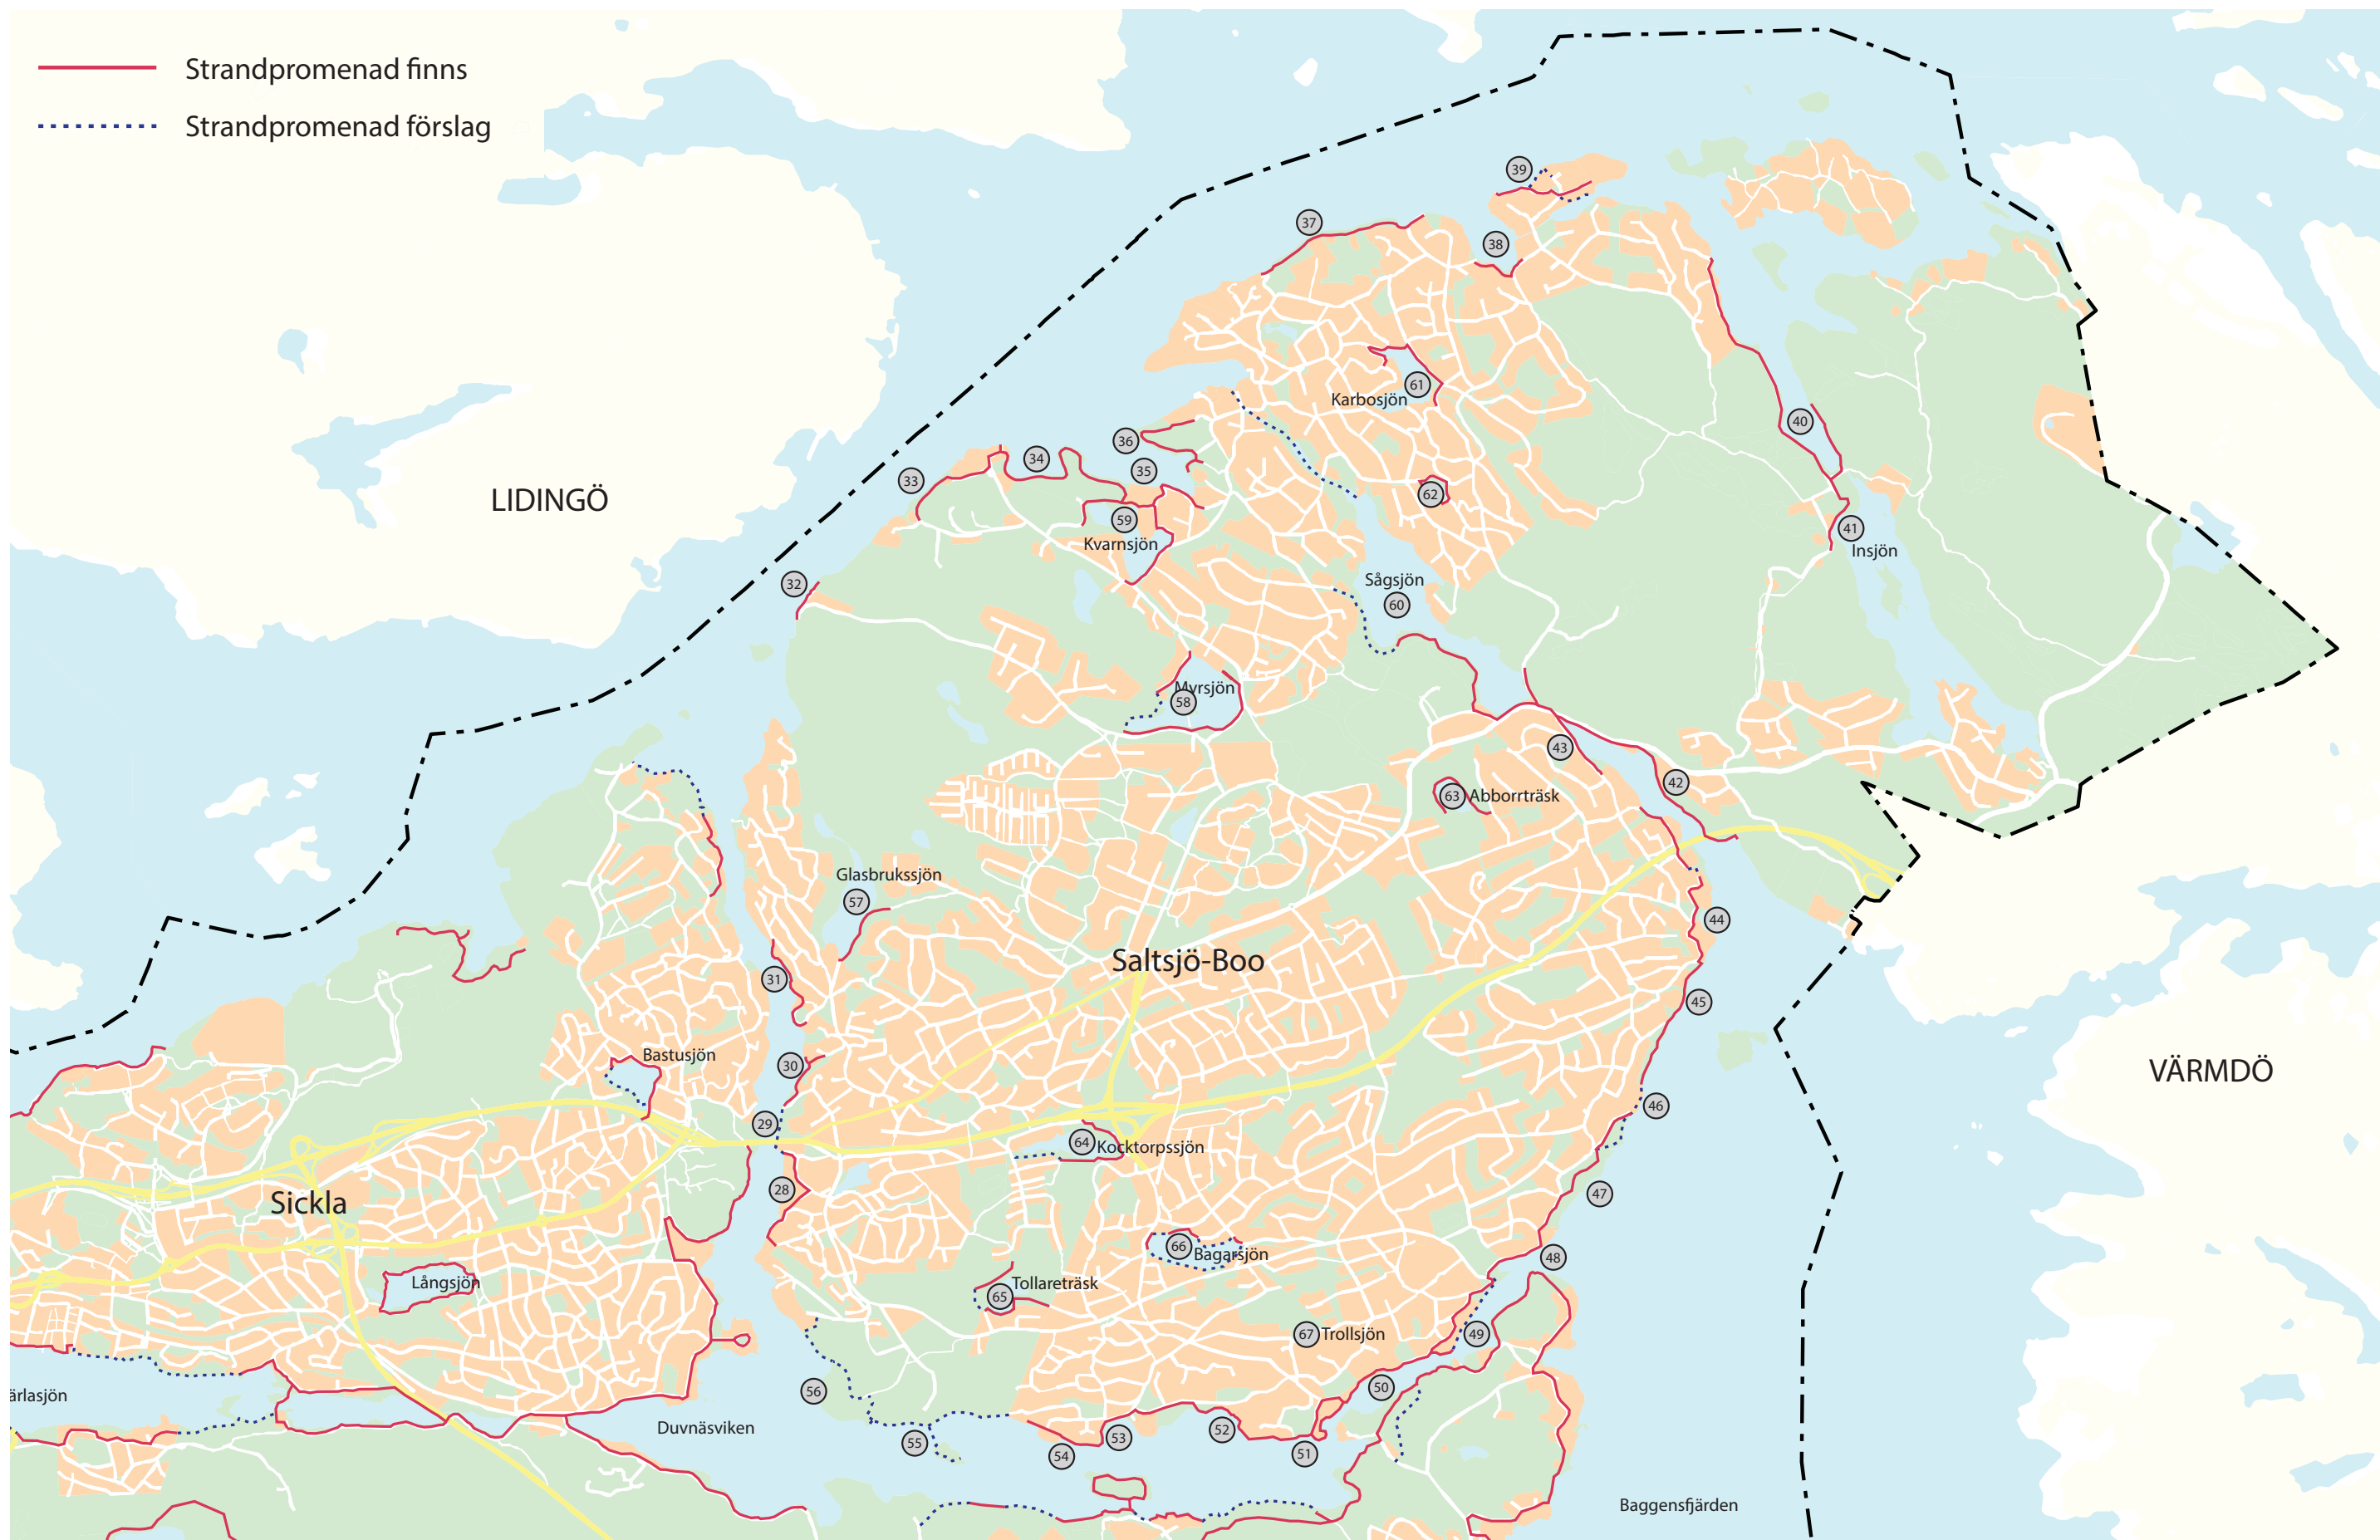 Strandpromenad finns
Strandpromenad förslag
39
37
38
Karbosjön
61
40
36
35
34
33
LIDINGÖ
62
59
Kvarnsjön
41
Insjön
32
Sågsjön
60
Myrsjön
58
43
42
63
Abborrträsk
Glasbrukssjön
57
44
Saltsjö-Boo
31
45
Bastusjön
30
VÄRMDÖ
46
29
64
Kocktorpssjön
28
47
Sickla
66
Bagarsjön
48
Långsjön
Tollareträsk
65
67
Trollsjön
49
56
50
ärlasjön
Duvnäsviken
55
54
53
52
51
Baggensfjärden